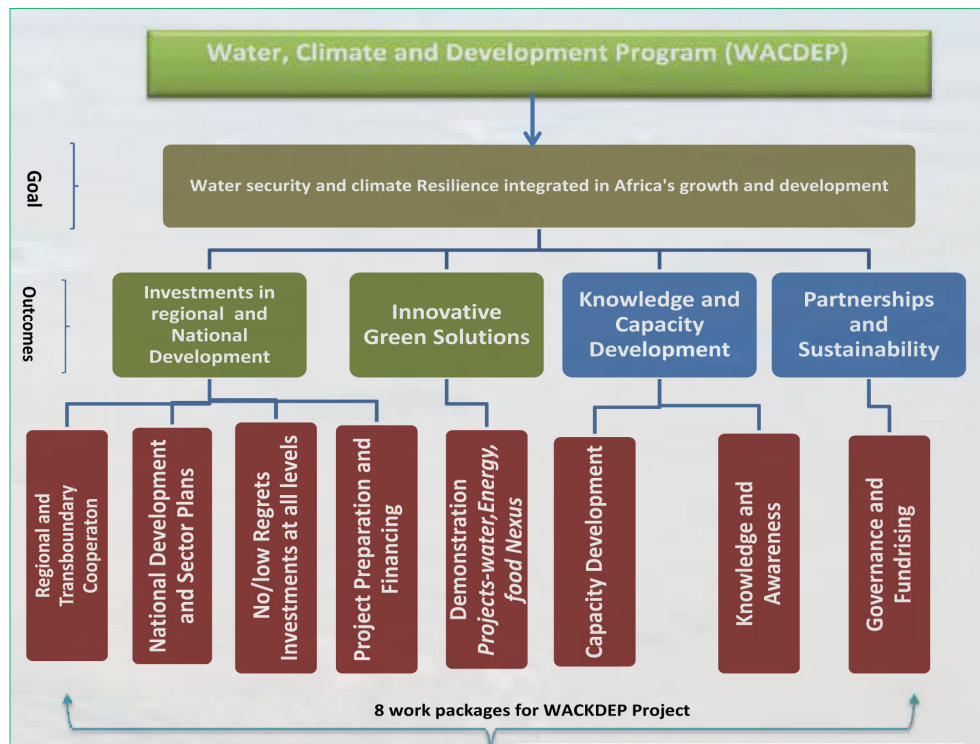 Water, Climate and Development Program (WACDEP)
Goal
Water security and climate Resilience integrated in Africa's growth and development
Outcomes
Investments in
regional and
National
Development
Innovative
Green Solutions
Knowledge and
Capacity
Development
Partnerships
and
Sustainability
Regional and
Transboundary
Cooperaton
National Development
and Sector Plans
No/low Regrets
Investments at all levels
Project Preparation and
Financing
Demonstration
Projects-water,Energy,
food Nexus
Capacity Development
Knowledge and
Awareness
Governance and
Fundrising
8 work packages for WACKDEP Project